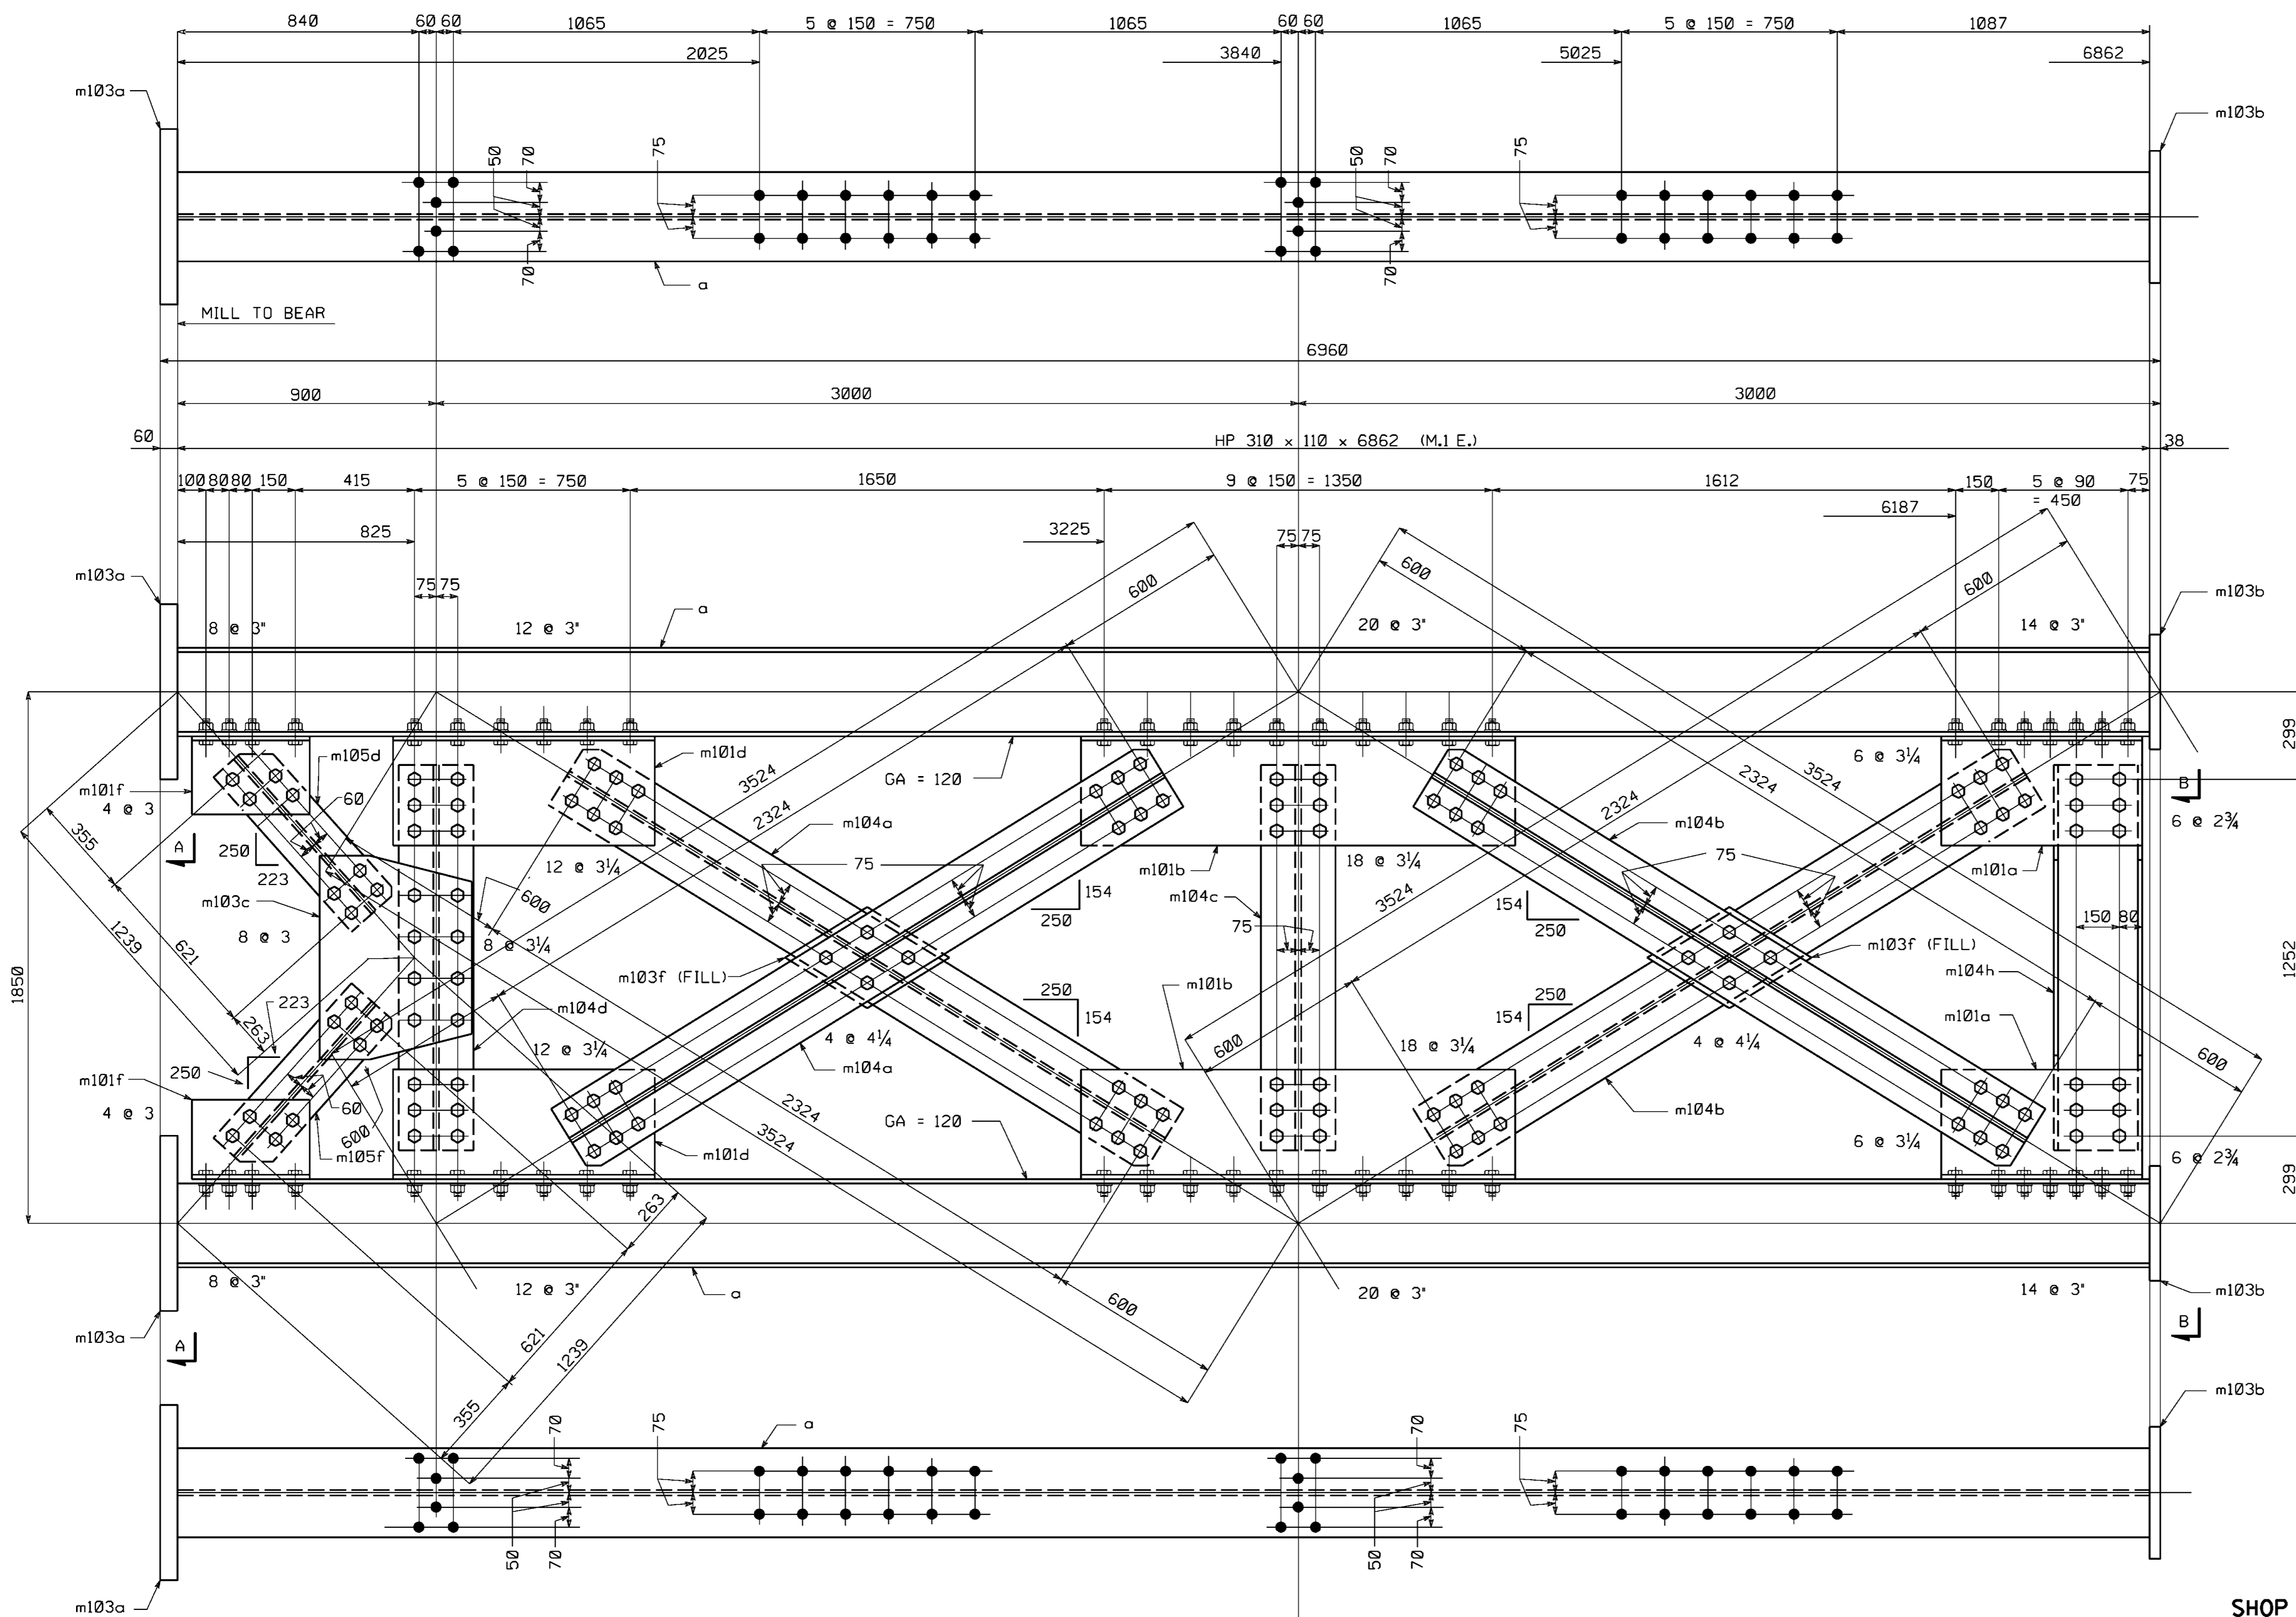 840 60 60 1065 5 @ 150 = 750 1065 60 60 1065 5 @ 150 = 750 1087
2025 3840 5025 6862
m103a
m103b
50 70 75 50 70 75
70 70
a
MILL TO BEAR
6960
900 3000 3000
60 HP 310 × 110 × 6862 (M.1 E.) 38
100 80 80 150 415 5 @ 150 = 750 1650 9 @ 150 = 1350 1612 150 5 @ 90 75
= 450
825 3225 6187
75 75
m103a 75 75 600 600 600 m103b
a
8 @ 3" 12 @ 3" 20 @ 3" 14 @ 3"
299
m105d m101d 3524 GA = 120 6 @ 3¼ 3524
m101f 2324 2324 B
4 @ 3 60 2324 6 @ 2¾
355 m104a m104b
A 250 75 75
223 12 @ 3¼ m101b 18 @ 3¼ m101a
m103c 600 154 m104c 3524 154 150 80
1239 250 75 250
8 @ 3 8 @ 3¼ m103f (FILL)
621 m103f (FILL) m104h 1252
1850
223 m104d 250 m101b 250
263 154 154 m101a
12 @ 3¼ 4 @ 4¼ 600 18 @ 3¼ 4 @ 4¼ 600
250
m101f m104a
4 @ 3 60 2324 m104b
600 GA = 120
m105f m101d 3524 6 @ 3¼ 6 @ 2¾
299
263
8 @ 3" 12 @ 3" a 20 @ 3" 14 @ 3"
600 m103b
m103a A 621 B
1239
355 m103b
70 75 a 70 75
50 70 50 70
m103a
SHOP